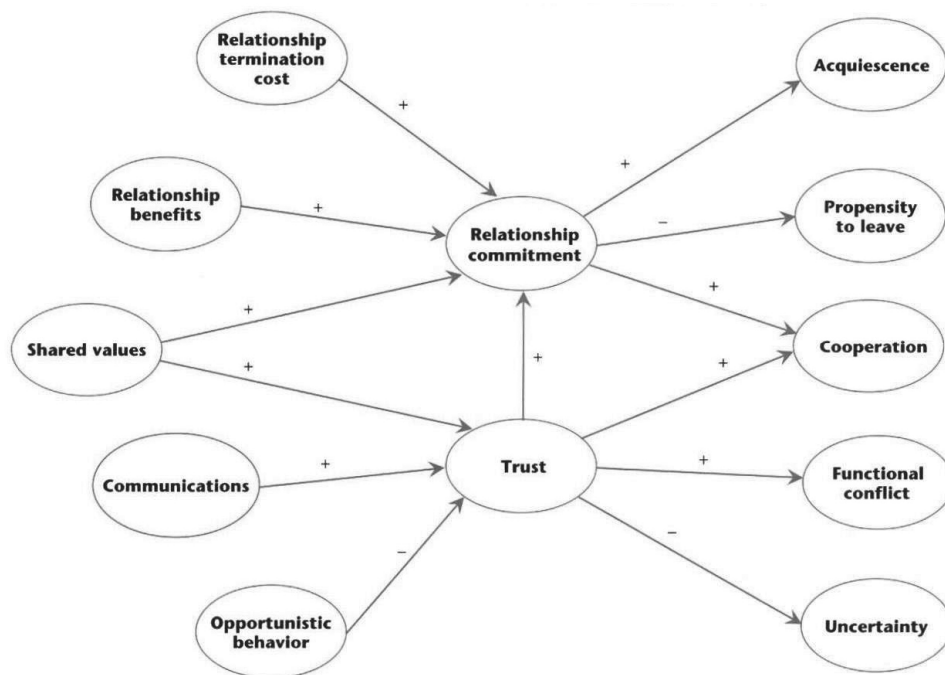 Relationship
termination
cost
Acquiescence
+
+
Relationship
benefits
+
Relationship
commitment
–
Propensity
to leave
+
+
Shared values
+
+
+
Cooperation
Communications
+
Trust
+
Functional
conflict
–
–
Opportunistic
behavior
Uncertainty